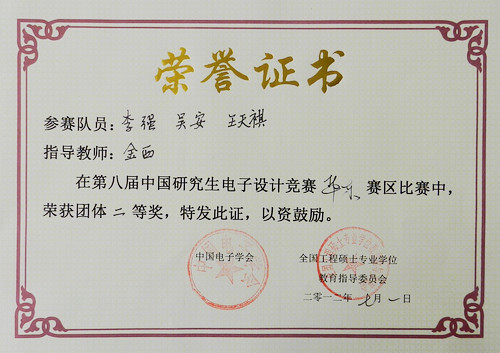 荣誉证书
参赛队员：李强 吴安 王天祺
指导教师：金西
在第八届中国研究生电子设计竞赛华东赛区比赛中，
荣获团体二等奖，特发此证，以资鼓励。
中国电子学会 全国工程硕士专业学位
教育指导委员会
二〇一二年七月一日